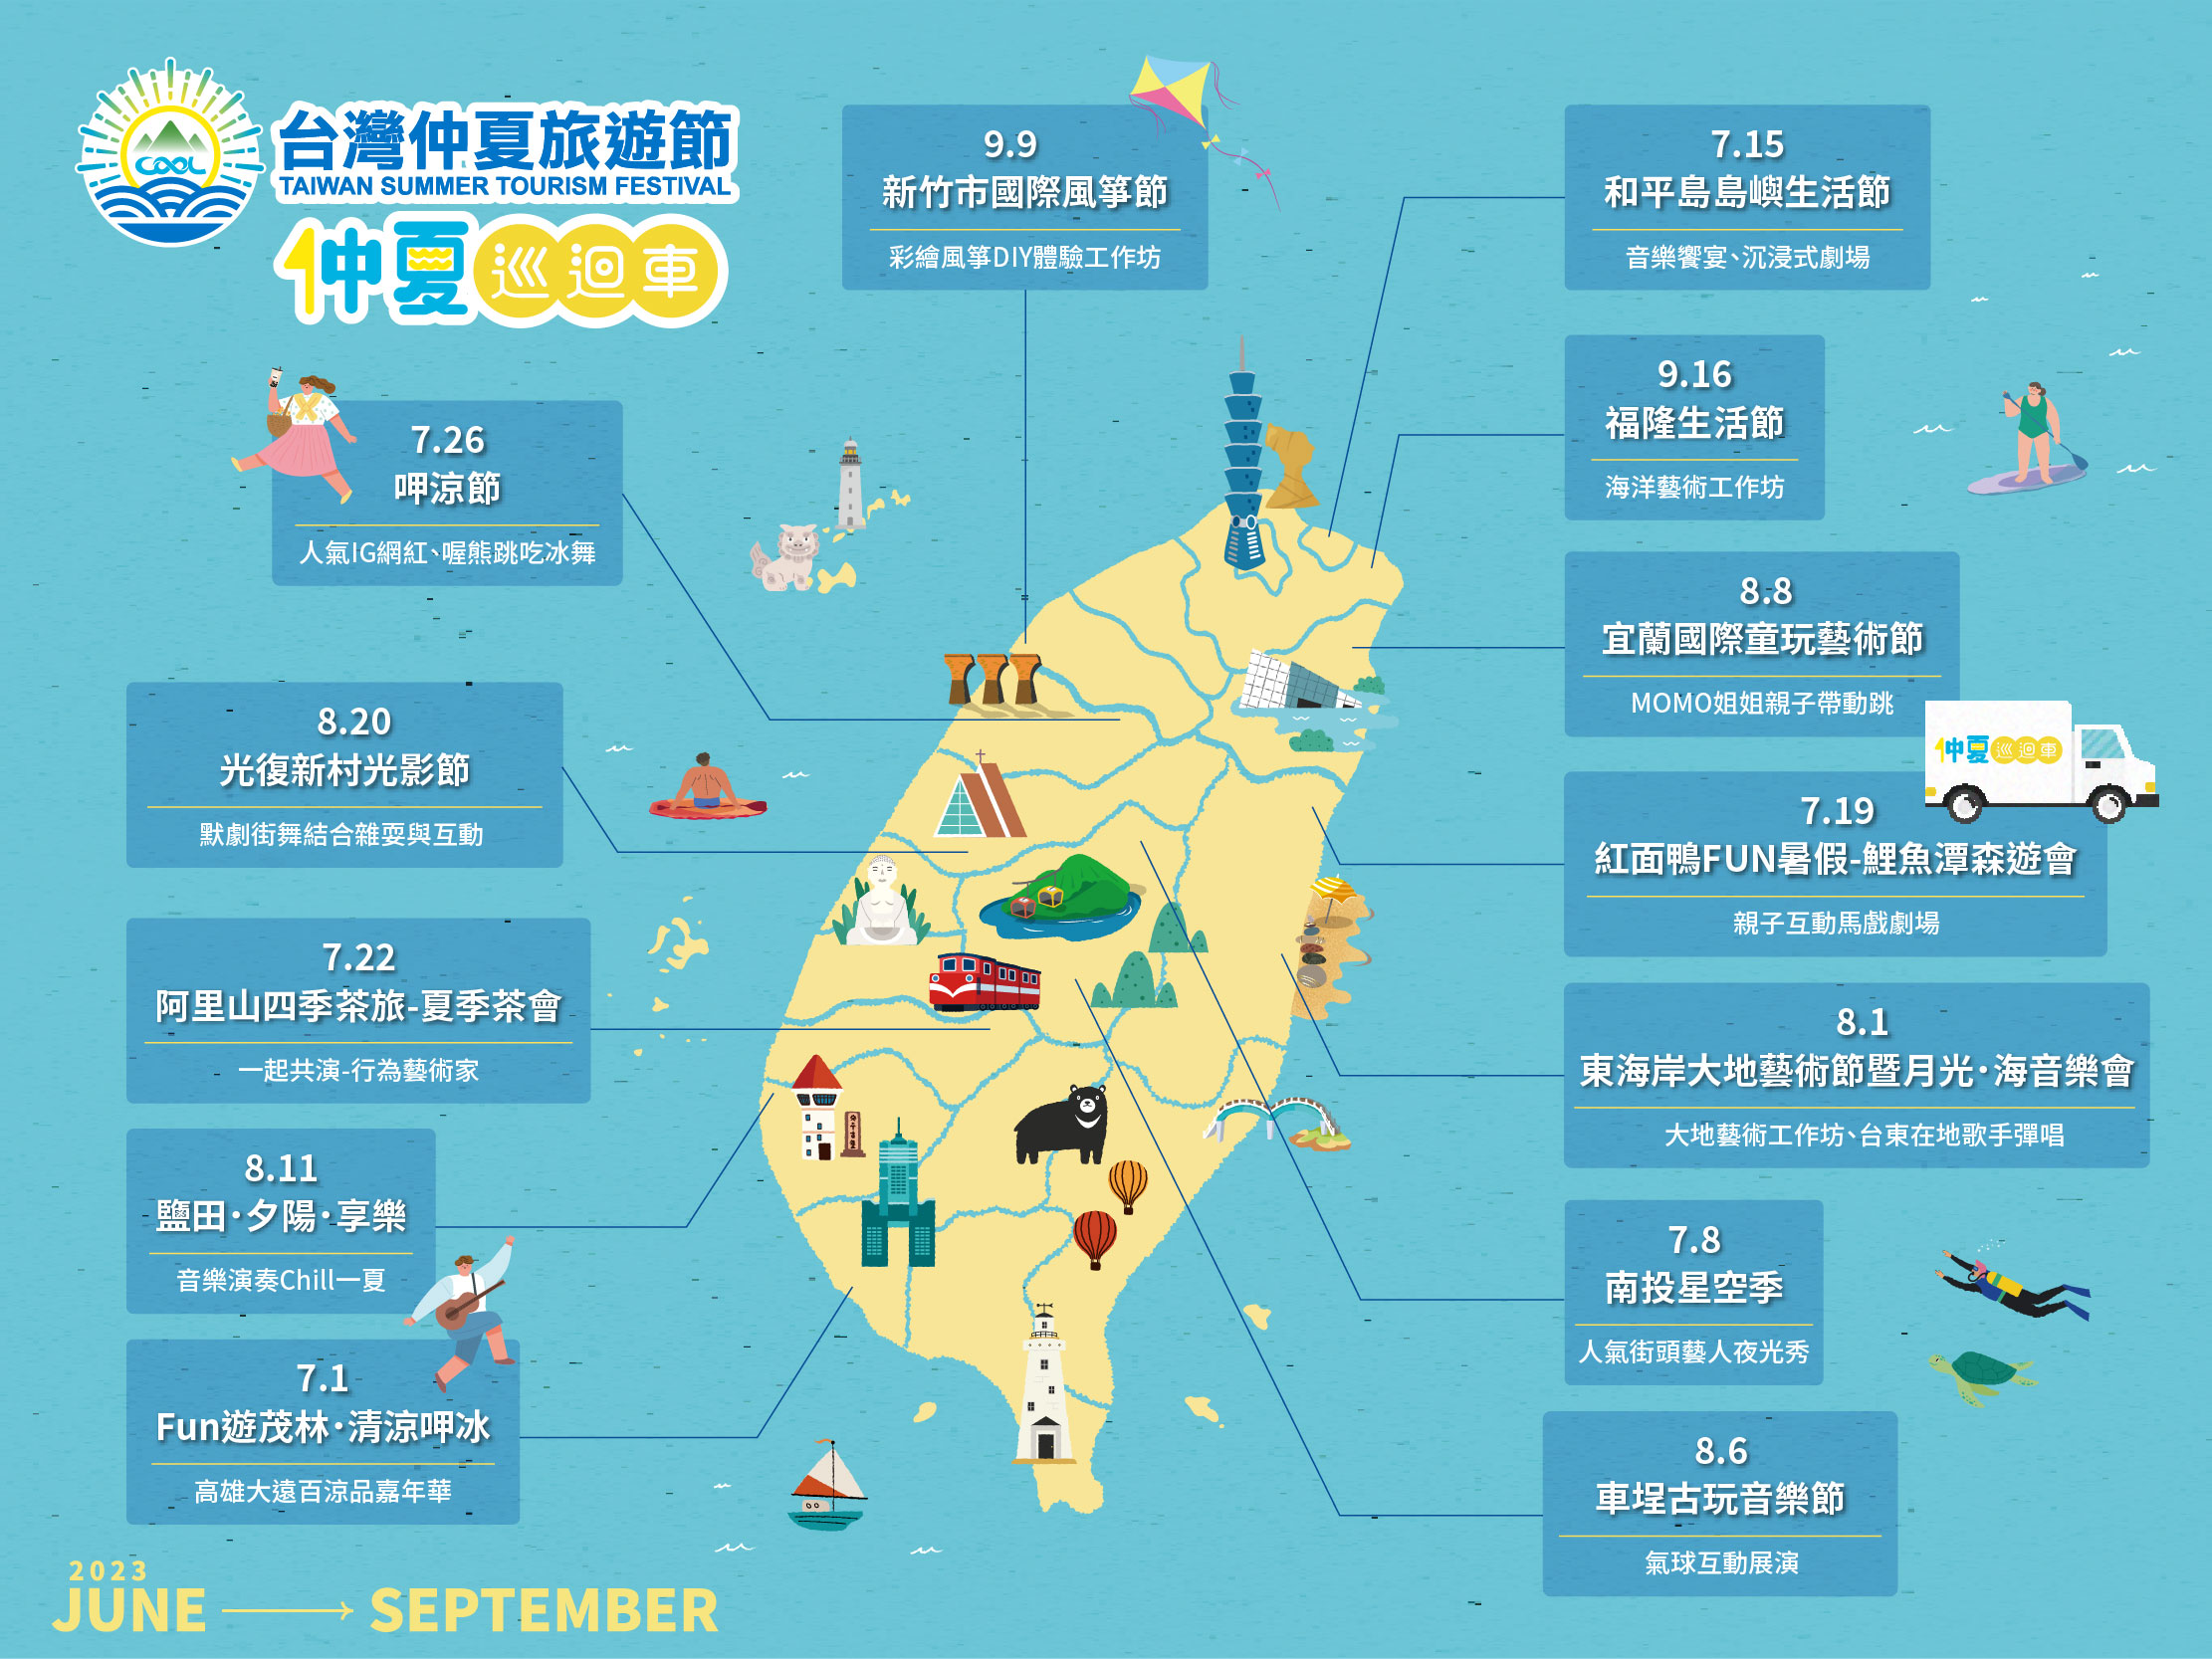 COOL
台灣仲夏旅遊節
TAIWAN SUMMER TOURISM FESTIVAL
仲夏巡迴車
9.9
新竹市國際風箏節
彩繪風箏DIY體驗工作坊
7.15
和平島島嶼生活節
音樂饗宴、沉浸式劇場
9.16
福隆生活節
海洋藝術工作坊
7.26
呷涼節
人氣IG網紅、喔熊跳吃冰舞
8.8
宜蘭國際童玩藝術節
MOMO姐姐親子帶動跳
仲夏巡迴車
8.20
光復新村光影節
默劇街舞結合雜耍與互動
7.19
紅面鴨FUN暑假-鯉魚潭森遊會
親子互動馬戲劇場
7.22
阿里山四季茶旅-夏季茶會
一起共演-行為藝術家
8.1
東海岸大地藝術節暨月光·海音樂會
大地藝術工作坊、台東在地歌手彈唱
8.11
鹽田·夕陽·享樂
音樂演奏Chill一夏
7.8
南投星空季
人氣街頭藝人夜光秀
7.1
Fun遊茂林·清涼呷冰
高雄大遠百涼品嘉年華
8.6
車埕古玩音樂節
氣球互動展演
2023
JUNE SEPTEMBER